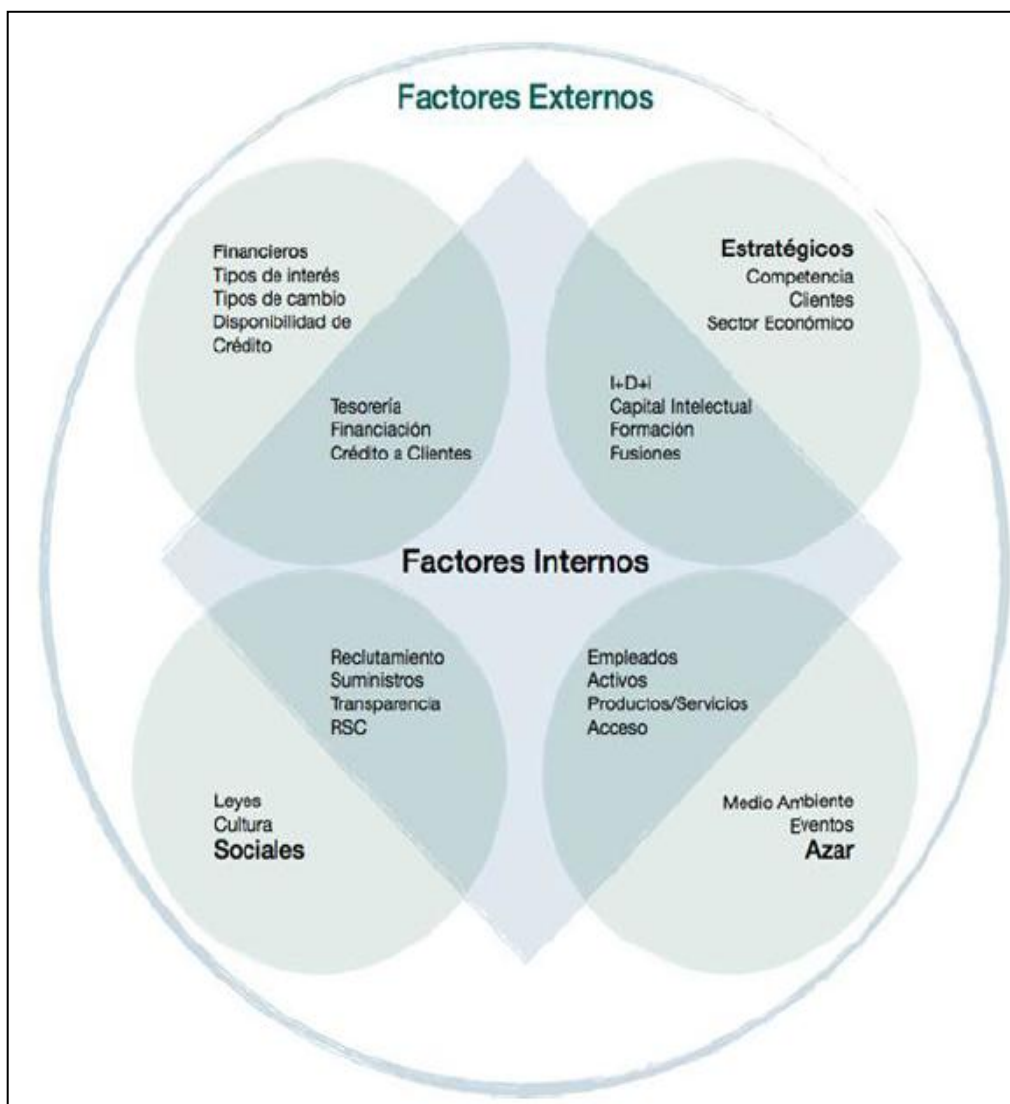 Factores Externos
Financieros
Tipos de interés
Tipos de cambio
Disponibilidad de
Crédito
Tesorería
Financiación
Crédito a Clientes
Estratégicos
Competencia
Clientes
Sector Económico
I+D+i
Capital Intelectual
Formación
Fusiones
Factores Internos
Reclutamiento
Suministros
Transparencia
RSC
Leyes
Cultura
Sociales
Empleados
Activos
Productos/Servicios
Acceso
Medio Ambiente
Eventos
Azar